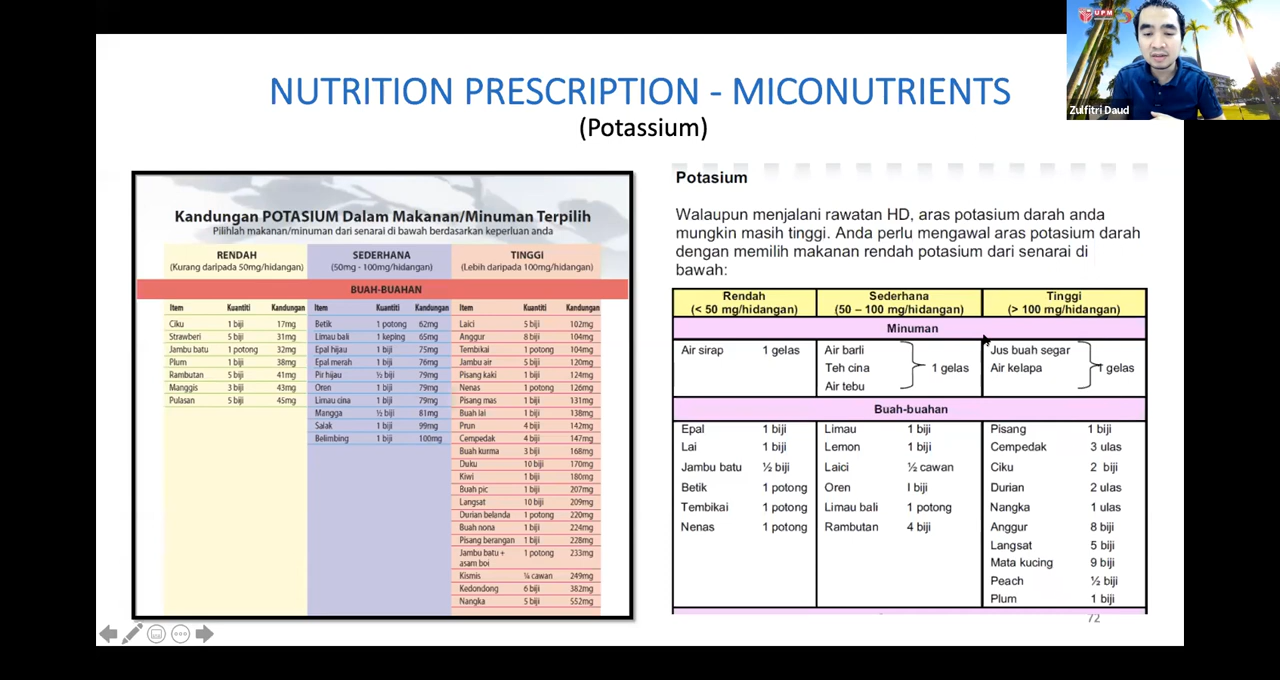 UPM
Zulfitri Daud
NUTRITION PRESCRIPTION - MICONUTRIENTS
(Potassium)
Kandungan POTASIUM Dalam Makanan/Minuman Terpilih
Pilihlah makanan/minuman dari senarai di bawah berdasarkan keperluan anda
RENDAH
(Kurang daripada 50mg/hidangan)
SEDERHANA
(50mg - 100mg/hidangan)
TINGGI
(Lebih daripada 100mg/hidangan)
BUAH-BUAHAN
Item Kuantiti Kandungan
Ciku 1 biji 17mg
Strawberi 5 biji 31mg
Jambu batu 1 potong 32mg
Plum 1 biji 38mg
Rambutan 5 biji 41mg
Manggis 3 biji 43mg
Pulasan 5 biji 45mg
Item Kuantiti Kandungan
Betik 1 potong 62mg
Limau bali 1 keping 65mg
Epal hijau 1 biji 75mg
Epal merah 1 biji 76mg
Pir hijau ½ biji 79mg
Oren 1 biji 79mg
Limau cina 1 biji 79mg
Mangga ½ biji 81mg
Salak 1 biji 99mg
Belimbing 1 biji 100mg
Item Kuantiti Kandungan
Laici 5 biji 102mg
Anggur 8 biji 104mg
Tembikai 1 potong 104mg
Jambu air 5 biji 120mg
Pisang kaki 1 biji 124mg
Nenas 1 potong 126mg
Pisang mas 1 biji 131mg
Buah lai 1 biji 138mg
Prun 4 biji 142mg
Cempedak 4 biji 147mg
Buah kurma 3 biji 168mg
Duku 10 biji 170mg
Kiwi 1 biji 180mg
Buah pic 1 biji 207mg
Langsat 10 biji 209mg
Durian belanda 1 potong 220mg
Buah nona 1 biji 224mg
Pisang berangan 1 biji 228mg
Jambu batu + 1 potong 233mg
asam boi
Kismis ¼ cawan 249mg
Kedondong 6 biji 382mg
Nangka 5 biji 552mg
Potasium
Walaupun menjalani rawatan HD, aras potasium darah anda
mungkin masih tinggi. Anda perlu mengawal aras potasium darah
dengan memilih makanan rendah potasium dari senarai di
bawah:
Rendah
(< 50 mg/hidangan)
Sederhana
(50 – 100 mg/hidangan)
Tinggi
(> 100 mg/hidangan)
Minuman
Air sirap 1 gelas
Air barli
Teh cina 1 gelas
Air tebu
Jus buah segar
Air kelapa 1 gelas
Buah-buahan
Epal 1 biji
Lai 1 biji
Jambu batu ½ biji
Betik 1 potong
Tembikai 1 potong
Nenas 1 potong
Limau 1 biji
Lemon 1 biji
Laici ½ cawan
Oren I biji
Limau bali 1 potong
Rambutan 4 biji
Pisang 1 biji
Cempedak 3 ulas
Ciku 2 biji
Durian 2 ulas
Nangka 1 ulas
Anggur 8 biji
Langsat 5 biji
Mata kucing 9 biji
Peach ½ biji
Plum 1 biji
72